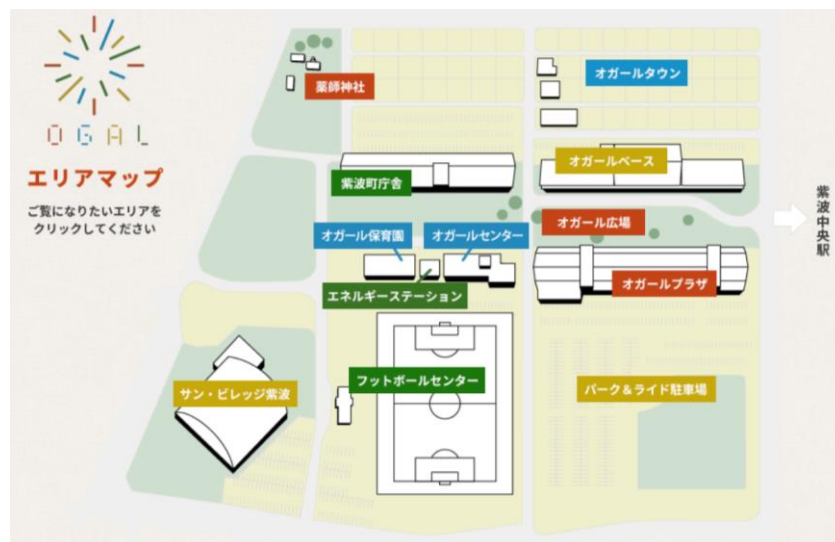 OGAL
エリアマップ
ご覧になりたいエリアを
クリックしてください
薬師神社
オガールタウン
紫波町庁舎
オガールベース
オガール広場
紫波中央駅
オガール保育園
オガールセンター
エネルギーステーション
オガールプラザ
サン・ビレッジ紫波
フットボールセンター
パーク＆ライド駐車場